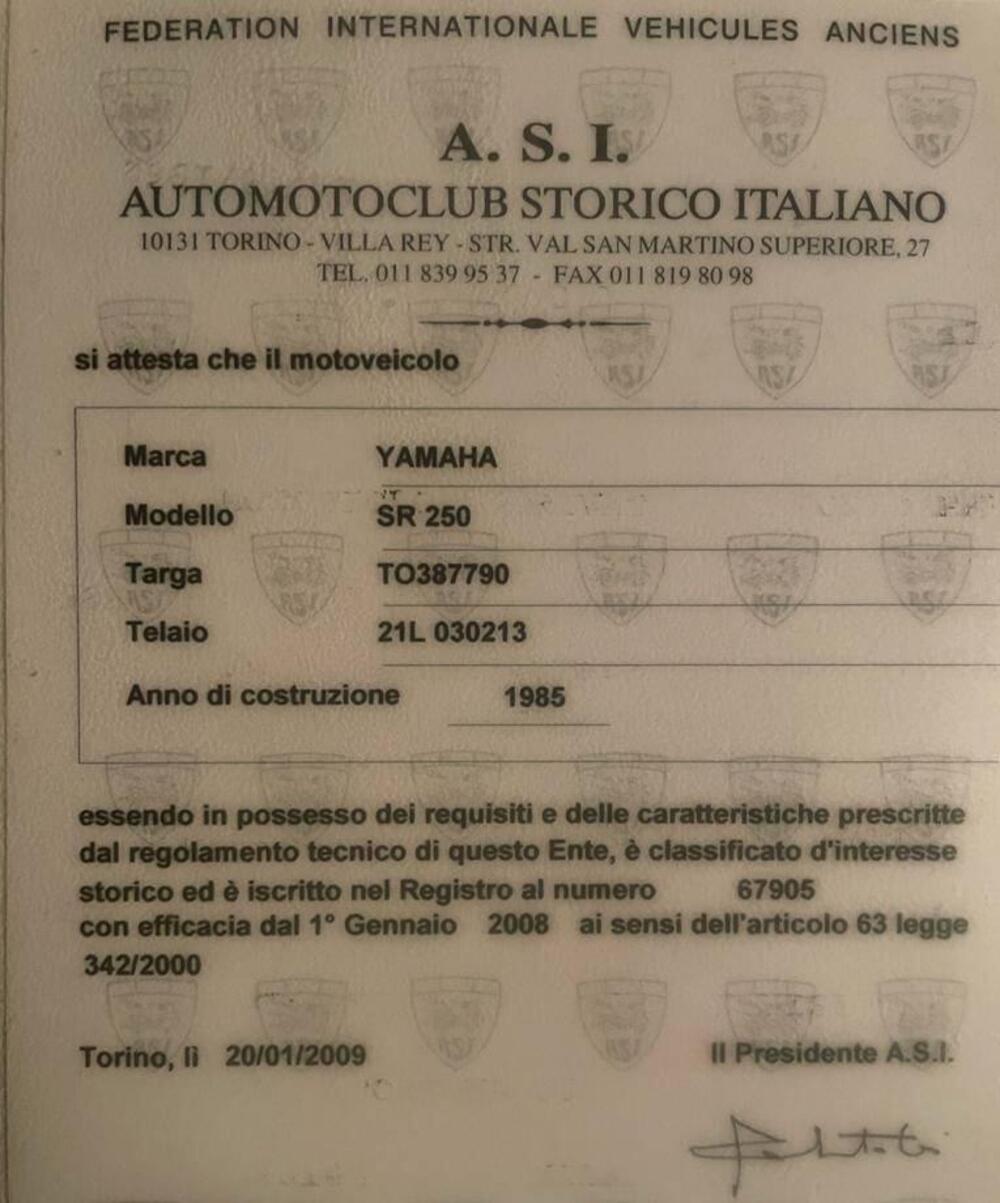 FEDERATION INTERNATIONALE VEHICULES ANCIENS
A. S. I.
AUTOMOTOCLUB STORICO ITALIANO
10131 TORINO - VILLA REY - STR. VAL SAN MARTINO SUPERIORE, 27
TEL. 011 839 95 37 - FAX 011 819 80 98
si attesta che il motoveicolo
Marca YAMAHA
Modello SR 250
Targa TO387790
Telaio 21L 030213
Anno di costruzione 1985
essendo in possesso dei requisiti e delle caratteristiche prescritte
dal regolamento tecnico di questo Ente, è classificato d'interesse
storico ed è iscritto nel Registro al numero 67905
con efficacia dal 1° Gennaio 2008 ai sensi dell'articolo 63 legge
342/2000
Torino, lì 20/01/2009 Il Presidente A.S.I.